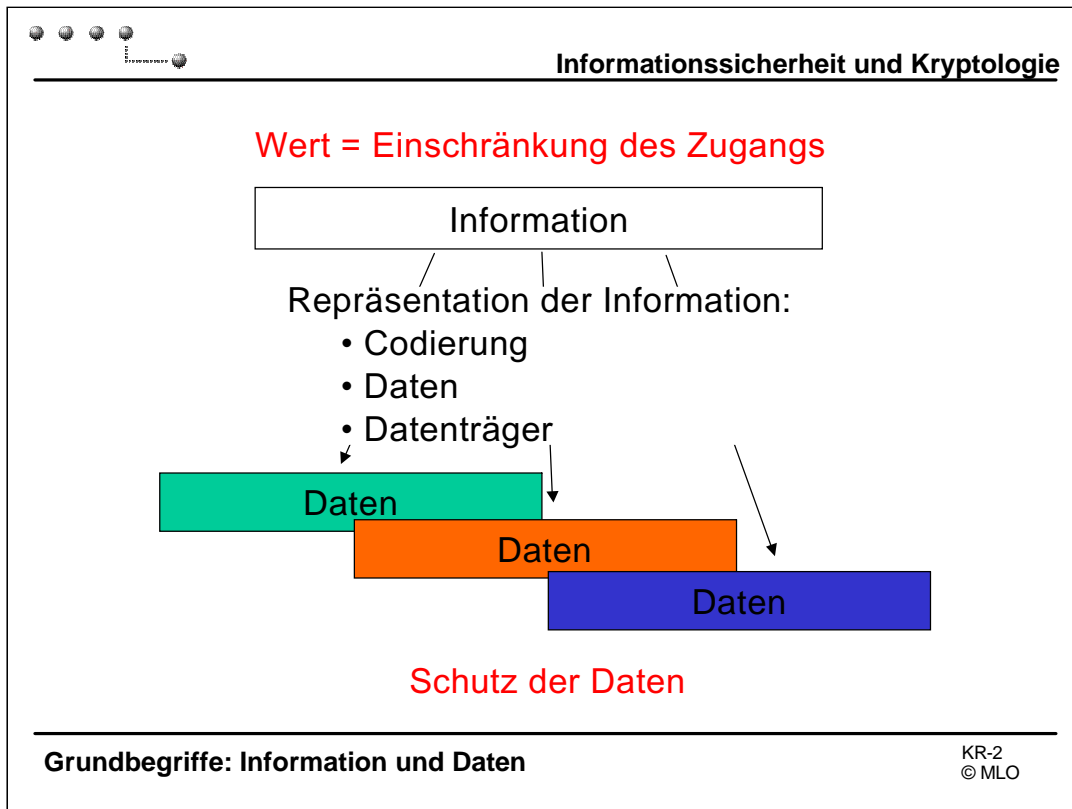 Informationssicherheit und Kryptologie
Wert = Einschränkung des Zugangs
Information
Repräsentation der Information:
• Codierung
• Daten
• Datenträger
Daten
Daten
Daten
Schutz der Daten
Grundbegriffe: Information und Daten
KR-2
© MLO